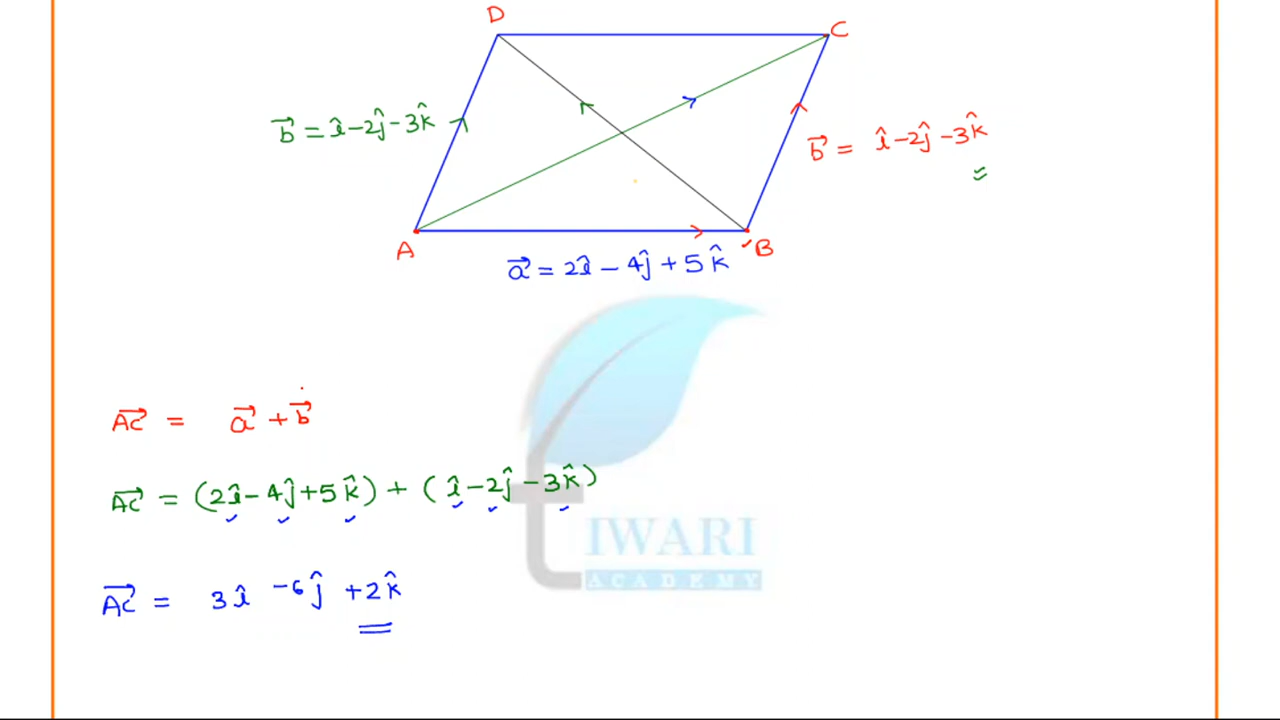 D
C
b⃗ = î - 2ĵ - 3k̂
b⃗ = î - 2ĵ - 3k̂
A
B
a⃗ = 2î - 4ĵ + 5k̂
AC⃗ = a⃗ + b⃗
AC⃗ = (2î - 4ĵ + 5k̂) + (î - 2ĵ - 3k̂)
IWARI
ACADEMY
AC⃗ = 3î - 6ĵ + 2k̂